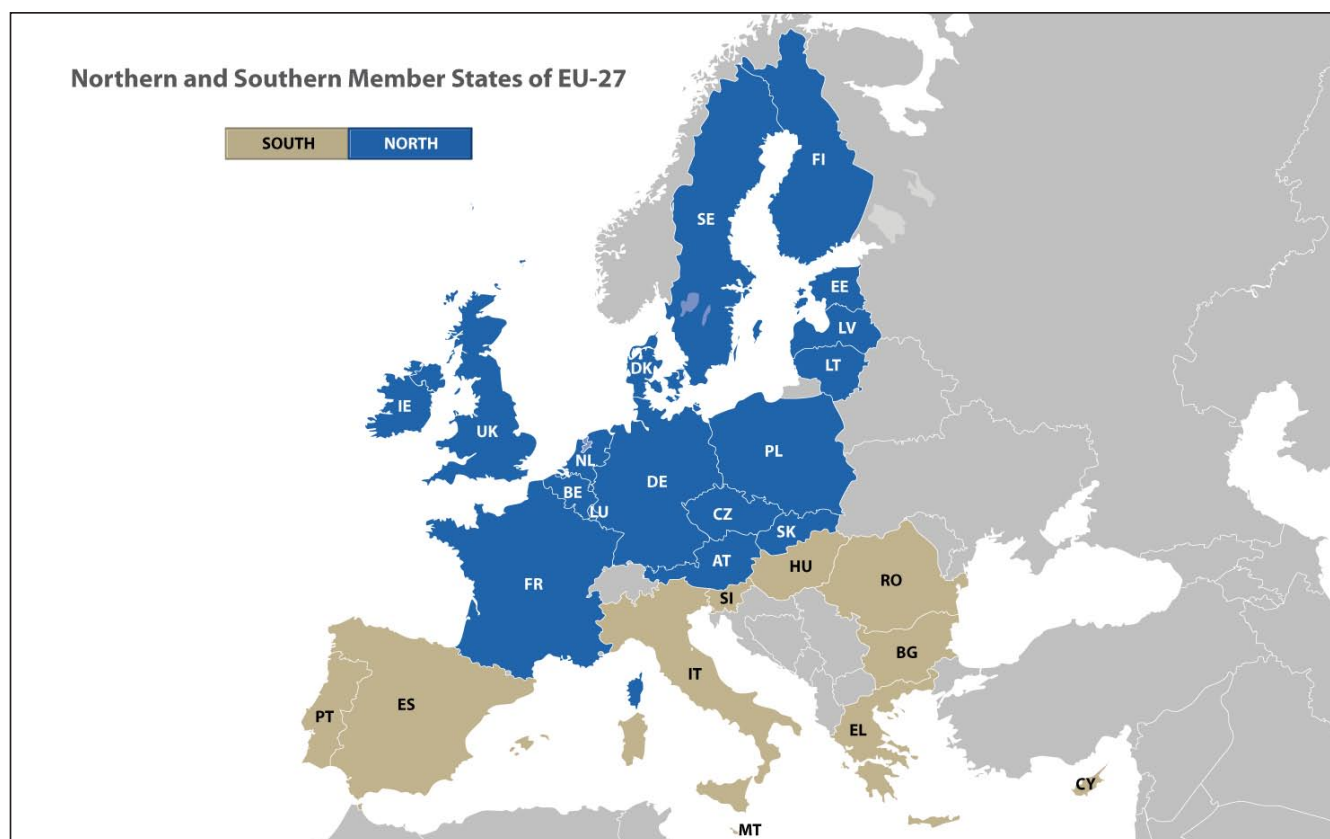 Northern and Southern Member States of EU-27
SOUTH NORTH
FI
SE
EE
LV
DK
LT
IE
UK
NL
PL
DE
BE
LU
CZ
SK
AT
HU
FR
RO
SI
BG
IT
ES
PT
EL
CY
MT